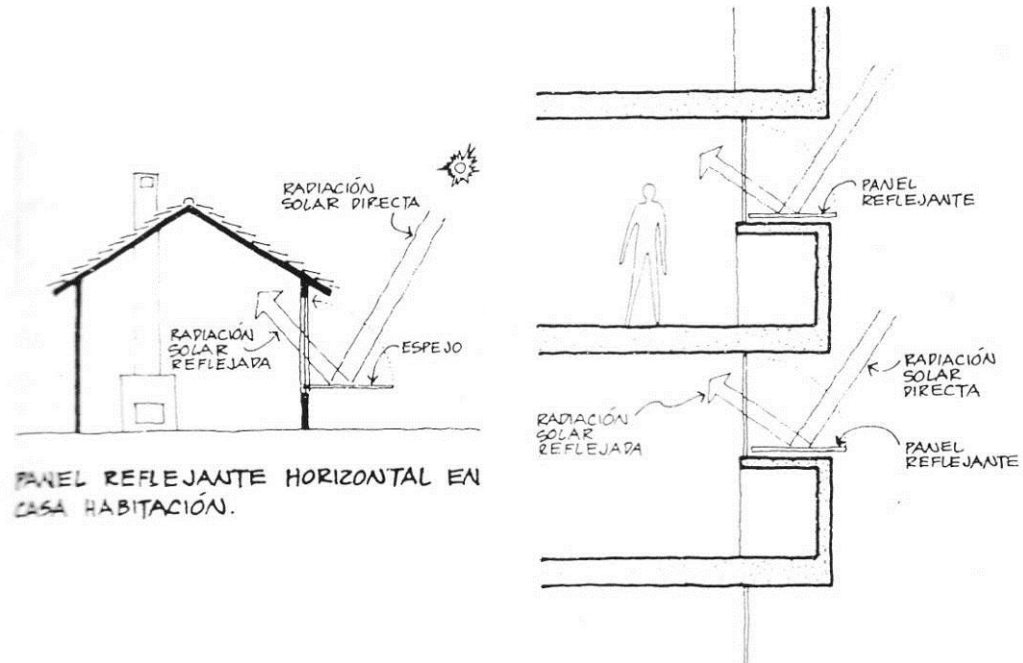 RADIACIÓN
SOLAR DIRECTA
RADIACIÓN
SOLAR
REFLEJADA
ESPEJO
PANEL REFLEJANTE HORIZONTAL EN
CASA HABITACIÓN.
PANEL
REFLEJANTE
RADIACIÓN
SOLAR
DIRECTA
RADIACIÓN
SOLAR
REFLEJADA
PANEL
REFLEJANTE